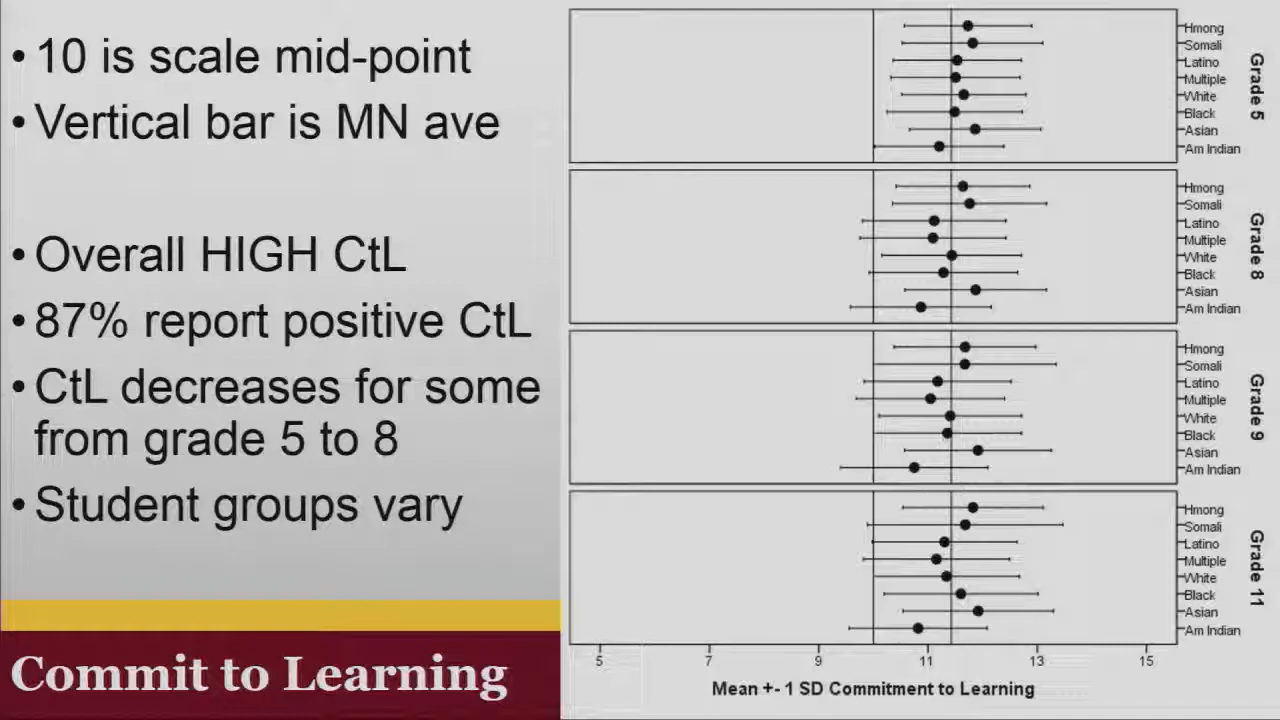 • 10 is scale mid-point
• Vertical bar is MN ave
• Overall HIGH CtL
• 87% report positive CtL
• CtL decreases for some
from grade 5 to 8
• Student groups vary
Commit to Learning
Hmong
Somali
Latino
Multiple
White
Black
Asian
Am Indian
Grade 5
Hmong
Somali
Latino
Multiple
White
Black
Asian
Am Indian
Grade 8
Hmong
Somali
Latino
Multiple
White
Black
Asian
Am Indian
Grade 9
Hmong
Somali
Latino
Multiple
White
Black
Asian
Am Indian
Grade 11
5 7 9 11 13 15
Mean +- 1 SD Commitment to Learning